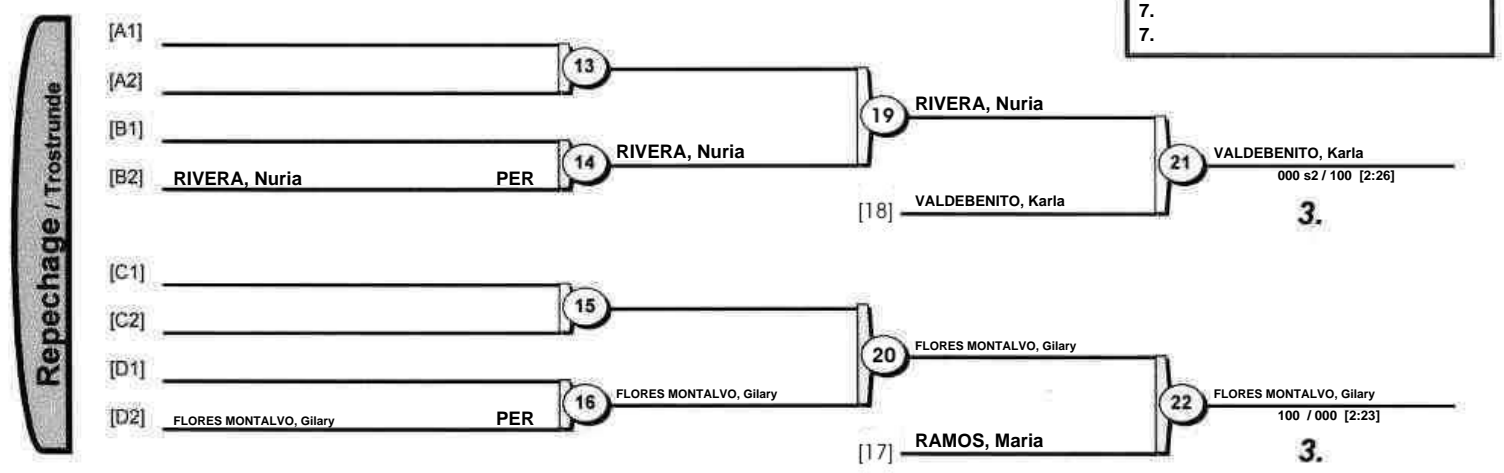 7.
7.
Repechage / Trostrunde
[A1]
13
[A2]
[B1]
14
RIVERA, Nuria
[B2] RIVERA, Nuria PER
19
RIVERA, Nuria
[18] VALDEBENITO, Karla
21
VALDEBENITO, Karla
000 s2 / 100 [2:26]
3.
[C1]
15
[C2]
[D1]
16
FLORES MONTALVO, Gilary
[D2] FLORES MONTALVO, Gilary PER
20
FLORES MONTALVO, Gilary
[17] RAMOS, Maria
22
FLORES MONTALVO, Gilary
100 / 000 [2:23]
3.